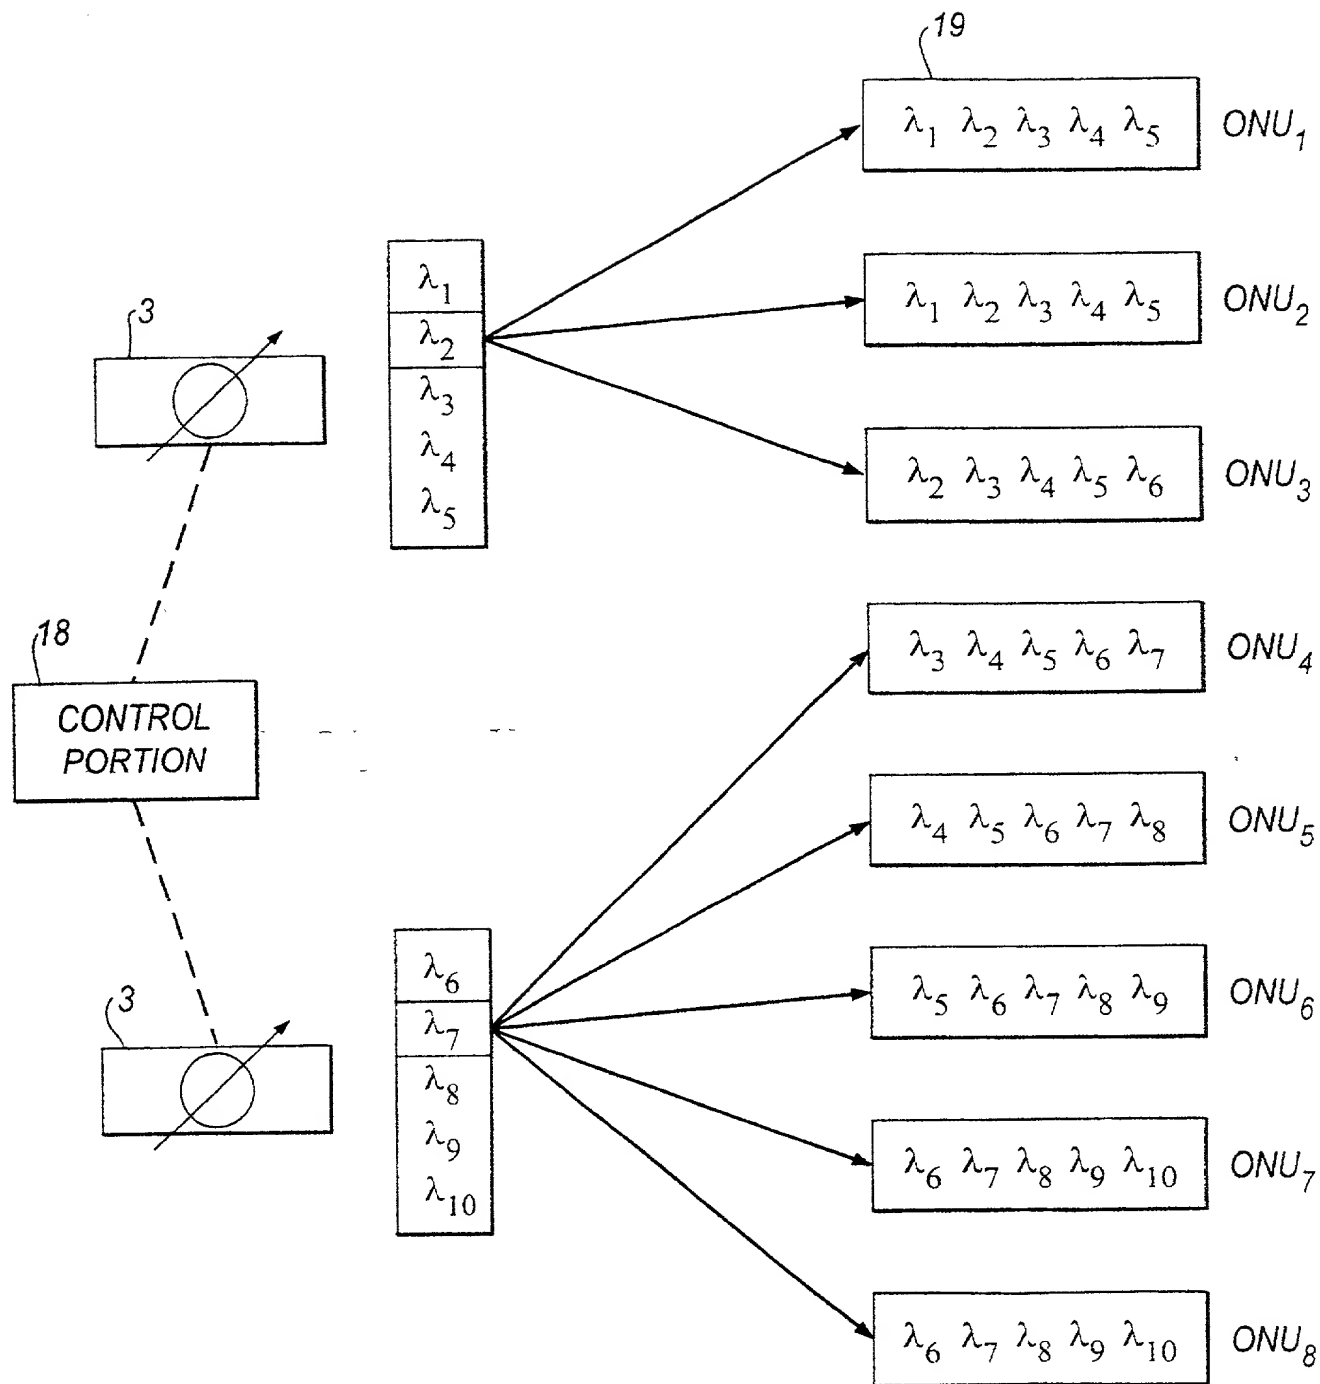 19
λ1 λ2 λ3 λ4 λ5 ONU1
λ1
λ2
λ3
λ4
λ5
3
λ1 λ2 λ3 λ4 λ5 ONU2
λ2 λ3 λ4 λ5 λ6 ONU3
18
CONTROL
PORTION
λ3 λ4 λ5 λ6 λ7 ONU4
λ4 λ5 λ6 λ7 λ8 ONU5
3
λ6
λ7
λ8
λ9
λ10
λ5 λ6 λ7 λ8 λ9 ONU6
λ6 λ7 λ8 λ9 λ10 ONU7
λ6 λ7 λ8 λ9 λ10 ONU8